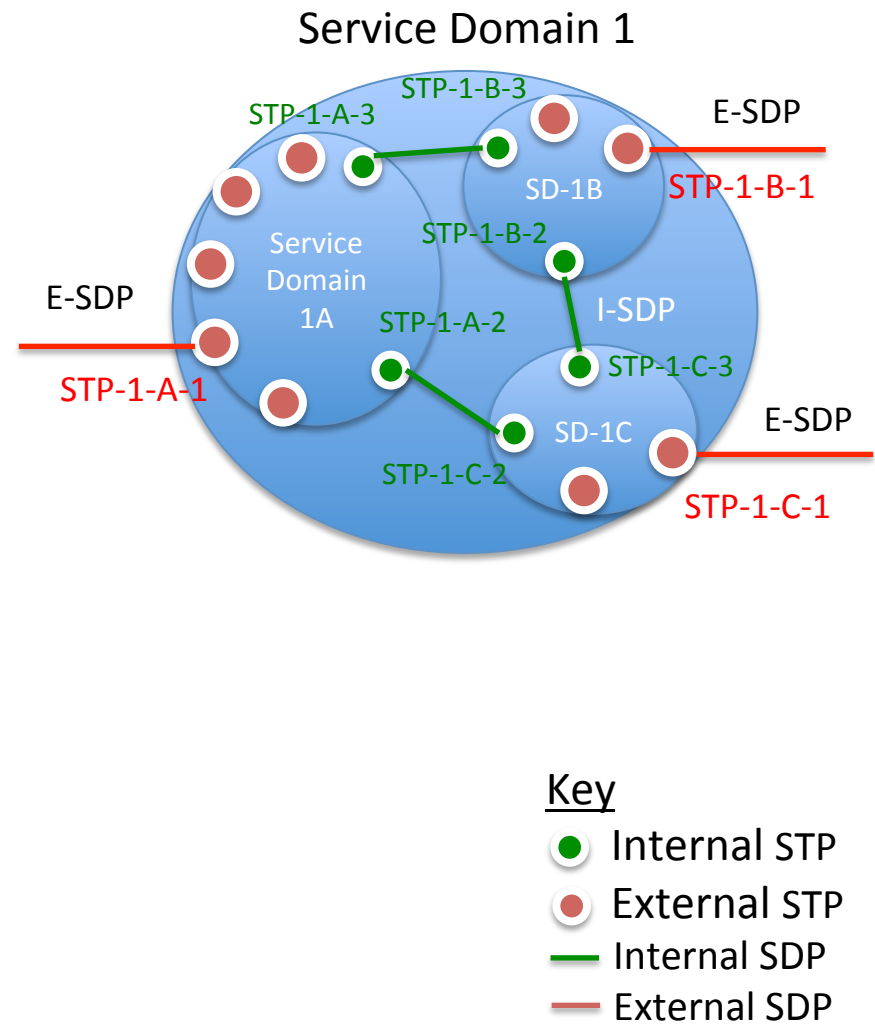 Service Domain 1
STP-1-B-3
STP-1-A-3
E-SDP
SD-1B
STP-1-B-1
STP-1-B-2
Service
Domain
1A
E-SDP
I-SDP
STP-1-A-2
STP-1-C-3
STP-1-A-1
E-SDP
SD-1C
STP-1-C-2
STP-1-C-1
Key
Internal STP
External STP
Internal SDP
External SDP